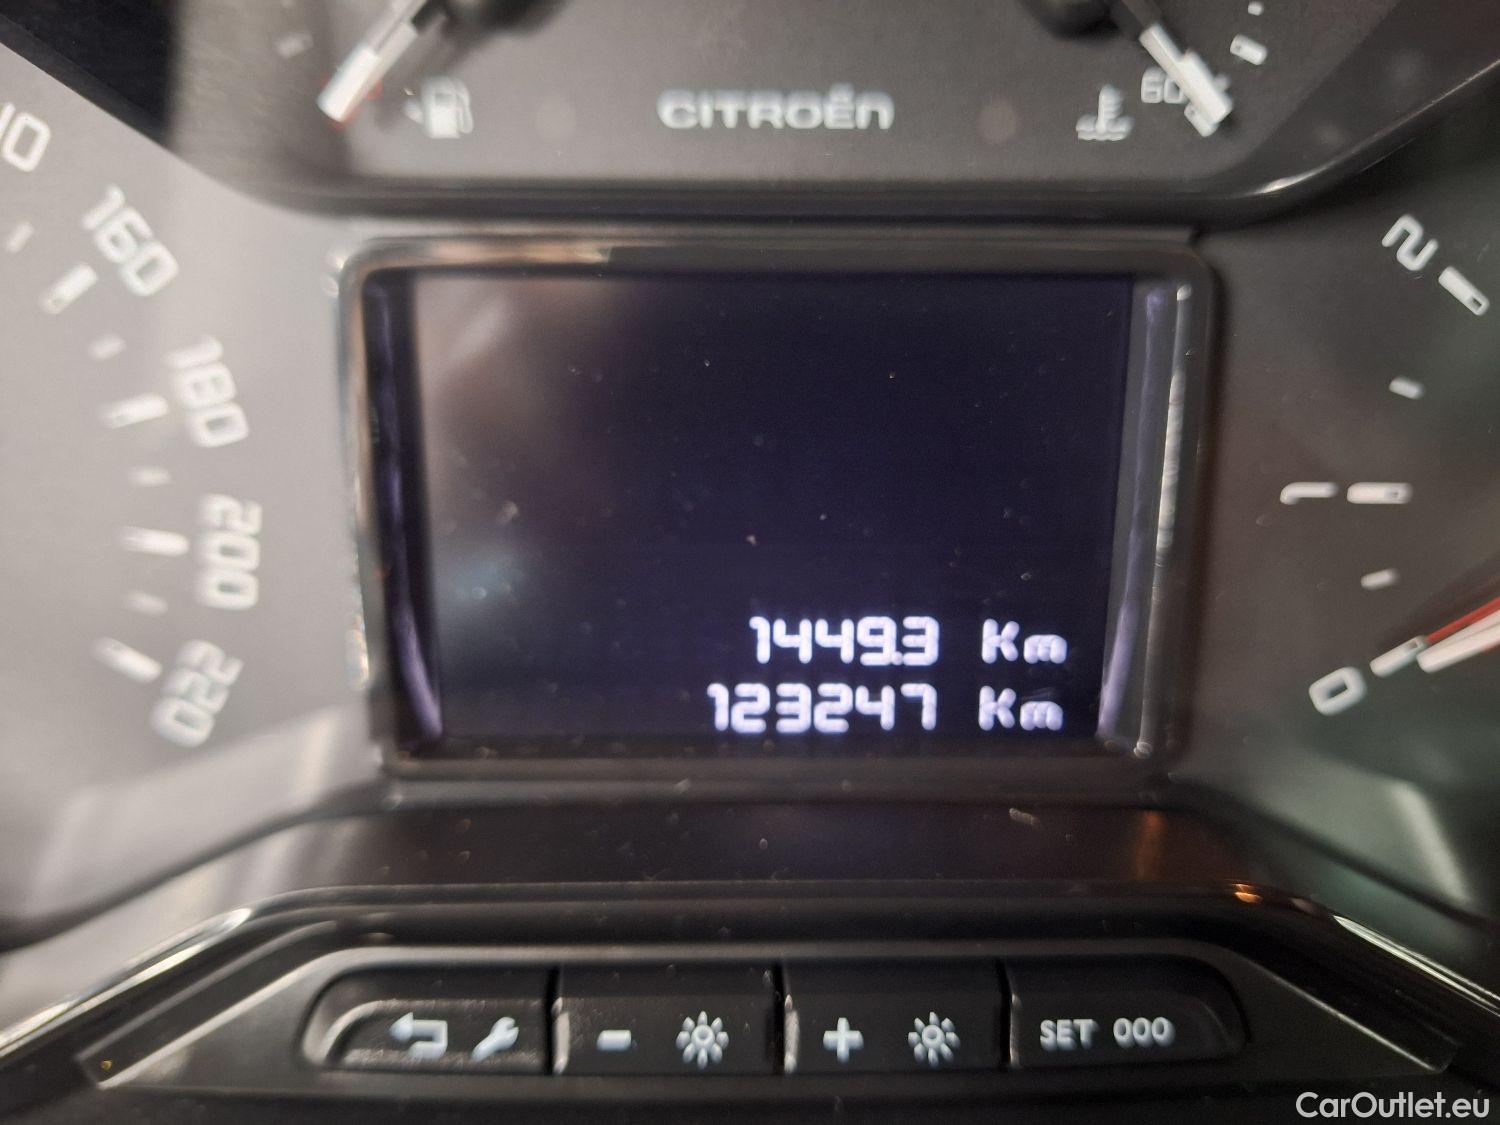 CITROËN
60
160
180
200
220
2
1
0
1449.3 Km
123247 Km
- +
SET 000
CarOutlet.eu